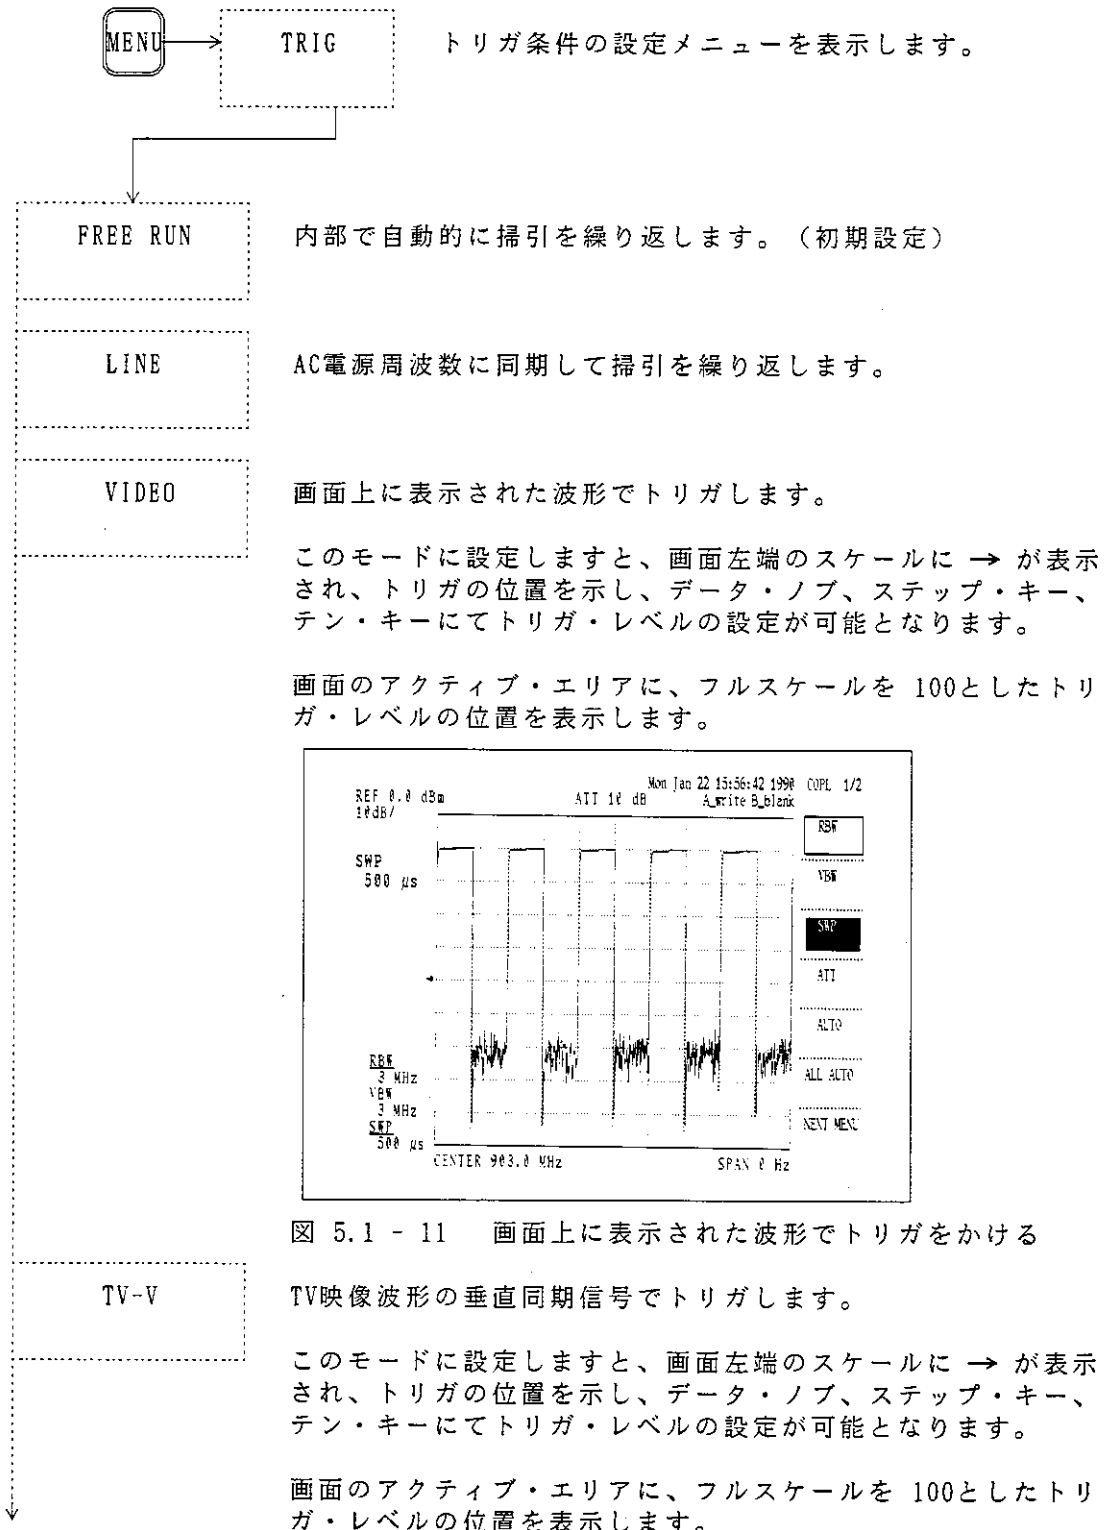 MENU
TRIG
トリガ条件の設定メニューを表示します。
FREE RUN
内部で自動的に掃引を繰り返します。（初期設定）
LINE
AC電源周波数に同期して掃引を繰り返します。
VIDEO
画面上に表示された波形でトリガします。
このモードに設定しますと、画面左端のスケールに → が表示
され、トリガの位置を示し、データ・ノブ、ステップ・キー、
テン・キーにてトリガ・レベルの設定が可能となります。
画面のアクティブ・エリアに、フルスケールを 100としたトリ
ガ・レベルの位置を表示します。
Mon Jan 22 15:56:42 1990 COPL 1/2
REF 0.0 dBm ATT 10 dB A_write B_blank
10dB/
RBW
SWP
500 μs
VBW
SWP
ATT
AUTO
RBW
3 MHz
ALL AUTO
VBW
3 MHz
SWP
500 μs
NEXT MENU
CENTER 903.0 MHz SPAN 0 Hz
図 5.1 - 11 画面上に表示された波形でトリガをかける
TV-V
TV映像波形の垂直同期信号でトリガします。
このモードに設定しますと、画面左端のスケールに → が表示
され、トリガの位置を示し、データ・ノブ、ステップ・キー、
テン・キーにてトリガ・レベルの設定が可能となります。
画面のアクティブ・エリアに、フルスケールを 100としたトリ
ガ・レベルの位置を表示します。